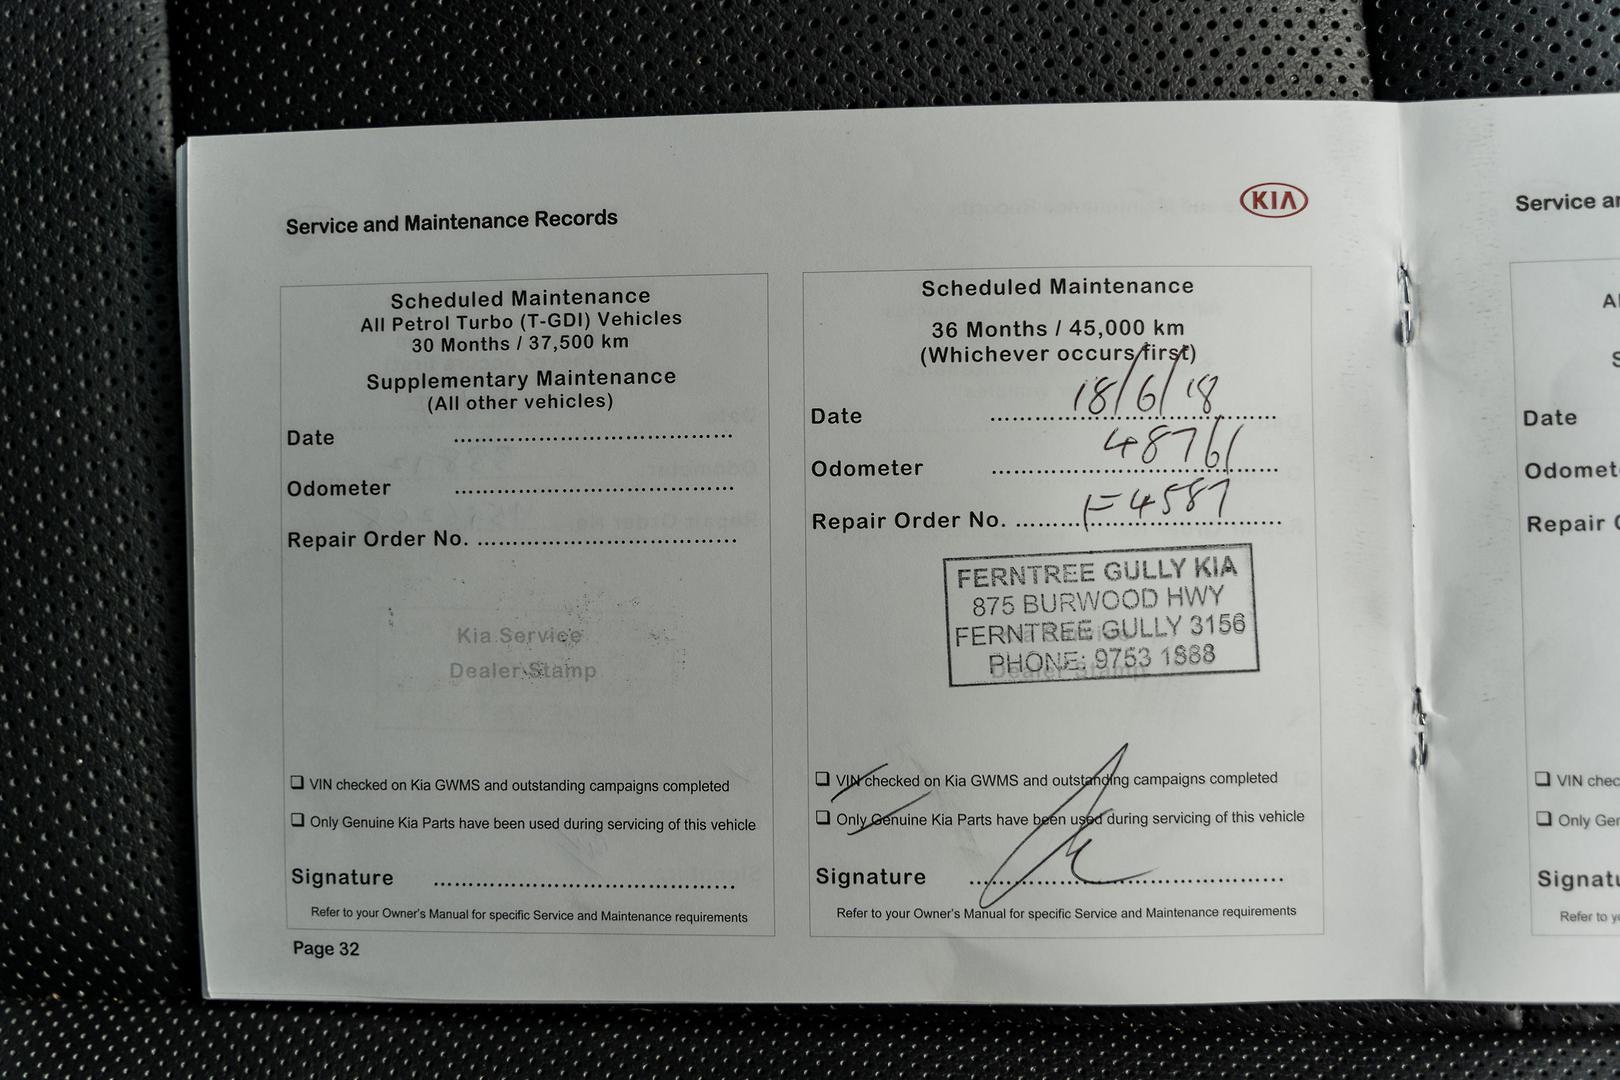 Service and Maintenance Records
KIA
Scheduled Maintenance
All Petrol Turbo (T-GDI) Vehicles
30 Months / 37,500 km
Supplementary Maintenance
(All other vehicles)
Date
Odometer
Repair Order No.
Kia Service
Dealer Stamp
VIN checked on Kia GWMS and outstanding campaigns completed
Only Genuine Kia Parts have been used during servicing of this vehicle
Signature
Refer to your Owner's Manual for specific Service and Maintenance requirements
Page 32
Scheduled Maintenance
36 Months / 45,000 km
(Whichever occurs first)
Date 18/6/18
Odometer 48761
Repair Order No. F4587
FERNTREE GULLY KIA
875 BURWOOD HWY
FERNTREE GULLY 3156
PHONE: 9753 1888
Dealer Stamp
VIN checked on Kia GWMS and outstanding campaigns completed
Only Genuine Kia Parts have been used during servicing of this vehicle
Signature
Refer to your Owner's Manual for specific Service and Maintenance requirements
Service an
Date
Odomet
Repair O
VIN chec
Only Ger
Signatu
Refer to y